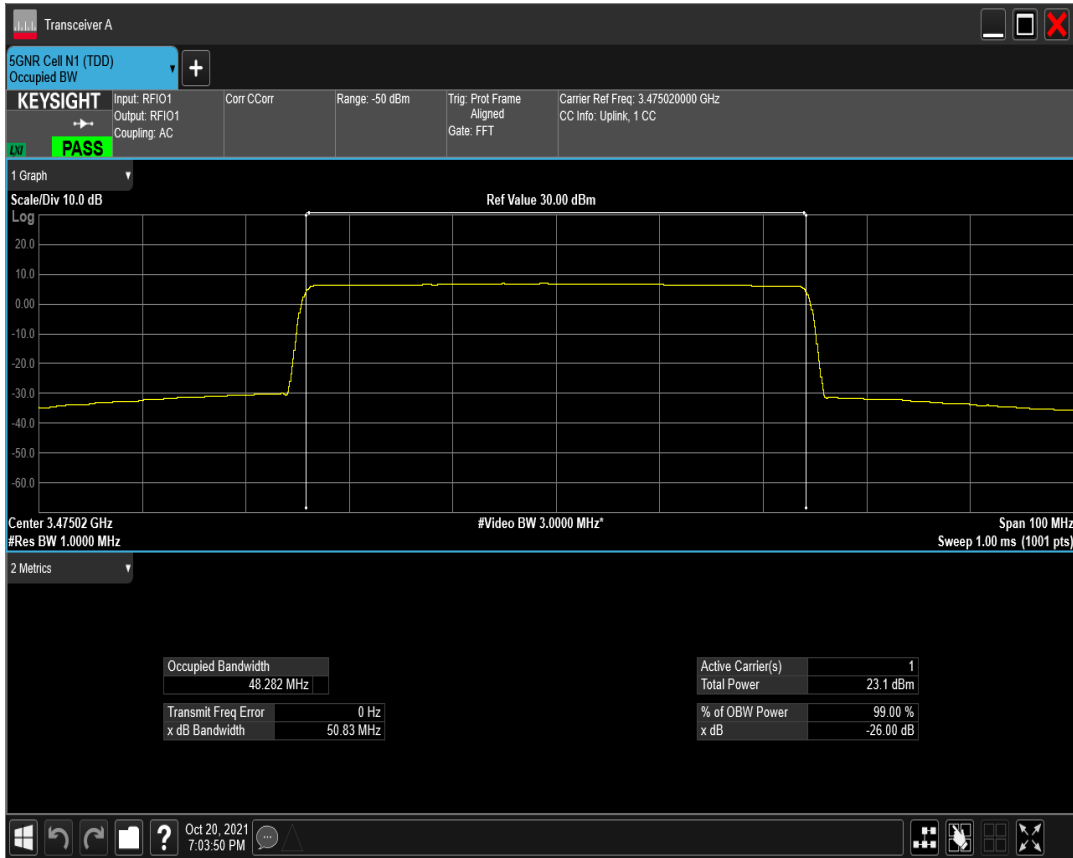 Transceiver A
5GNR Cell N1 (TDD)
Occupied BW
+
KEYSIGHT
LXI
PASS
Input: RFIO1
Output: RFIO1
Coupling: AC
Corr CCorr
Range: -50 dBm
Trig: Prot Frame
Aligned
Gate: FFT
Carrier Ref Freq: 3.475020000 GHz
CC Info: Uplink, 1 CC
1 Graph
Scale/Div 10.0 dB
Ref Value 30.00 dBm
Log
20.0
10.0
0.00
-10.0
-20.0
-30.0
-40.0
-50.0
-60.0
Center 3.47502 GHz
#Video BW 3.0000 MHz*
Span 100 MHz
#Res BW 1.0000 MHz
Sweep 1.00 ms (1001 pts)
2 Metrics
Occupied Bandwidth
48.282 MHz
Transmit Freq Error 0 Hz
x dB Bandwidth 50.83 MHz
Active Carrier(s) 1
Total Power 23.1 dBm
% of OBW Power 99.00 %
x dB -26.00 dB
?
Oct 20, 2021
7:03:50 PM